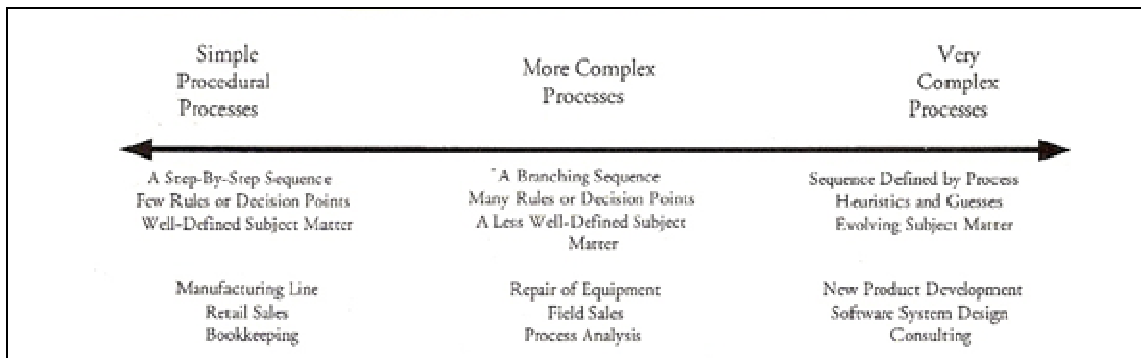 Simple
Procedural
Processes
More Complex
Processes
Very
Complex
Processes
A Step-By-Step Sequence
Few Rules or Decision Points
Well-Defined Subject Matter
A Branching Sequence
Many Rules or Decision Points
A Less Well-Defined Subject
Matter
Sequence Defined by Process
Heuristics and Guesses
Evolving Subject Matter
Manufacturing Line
Retail Sales
Bookkeeping
Repair of Equipment
Field Sales
Process Analysis
New Product Development
Software System Design
Consulting